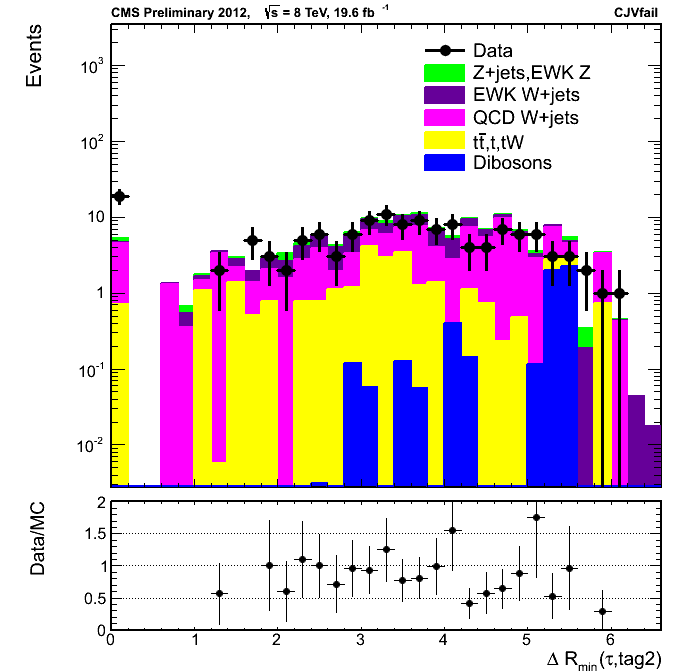 CMS Preliminary 2012, √s = 8 TeV, 19.6 fb⁻¹ CJVfail
Events
Data
Z+jets,EWK Z
EWK W+jets
QCD W+jets
tt̄,t,tW
Dibosons
10³
10²
10
1
10⁻¹
10⁻²
Data/MC
2
1.5
1
0.5
0
0 1 2 3 4 5 6
Δ R_min(τ,tag2)